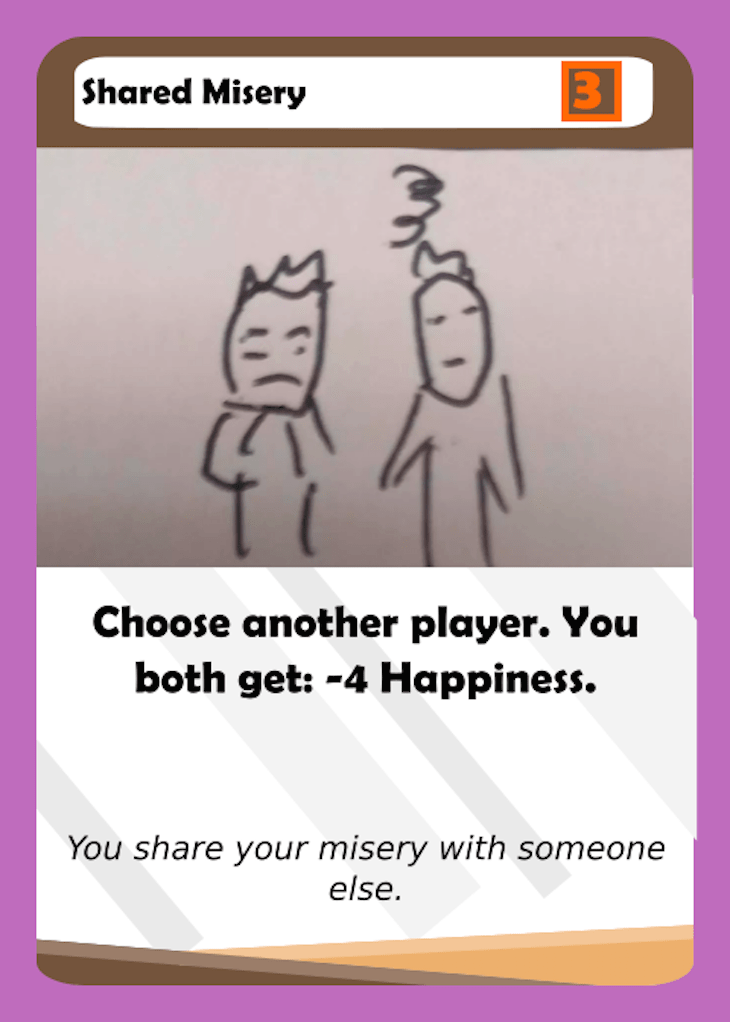 Shared Misery 3
Choose another player. You
both get: -4 Happiness.
You share your misery with someone
else.